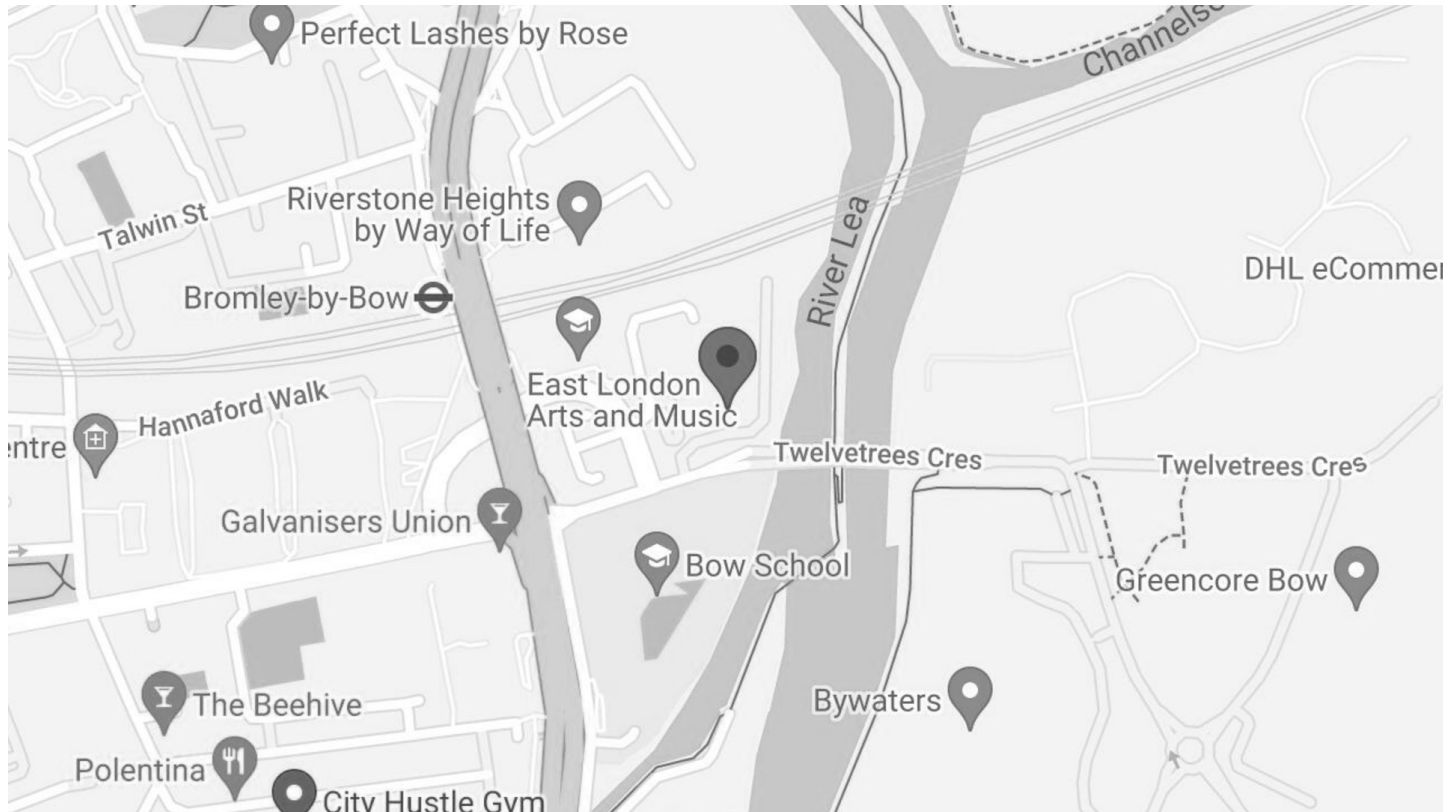 Perfect Lashes by Rose
Channelse
Talwin St
Riverstone Heights
by Way of Life
River Lea
DHL eCommer
Bromley-by-Bow
Hannaford Walk
East London
Arts and Music
entre
Twelvetrees Cres
Twelvetrees Cres
Galvanisers Union
Bow School
Greencore Bow
The Beehive
Bywaters
Polentina
City Hustle Gym